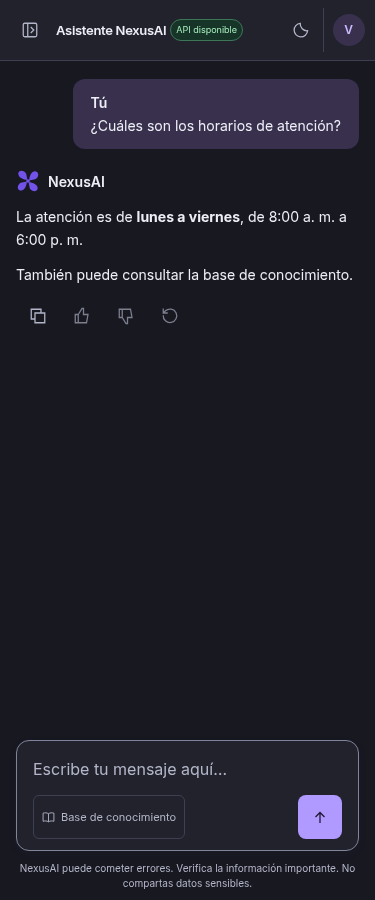 Asistente NexusAI
API disponible
V
Tú
¿Cuáles son los horarios de atención?
NexusAI
La atención es de lunes a viernes, de 8:00 a. m. a
6:00 p. m.
También puede consultar la base de conocimiento.
Escribe tu mensaje aquí...
Base de conocimiento
NexusAI puede cometer errores. Verifica la información importante. No
compartas datos sensibles.